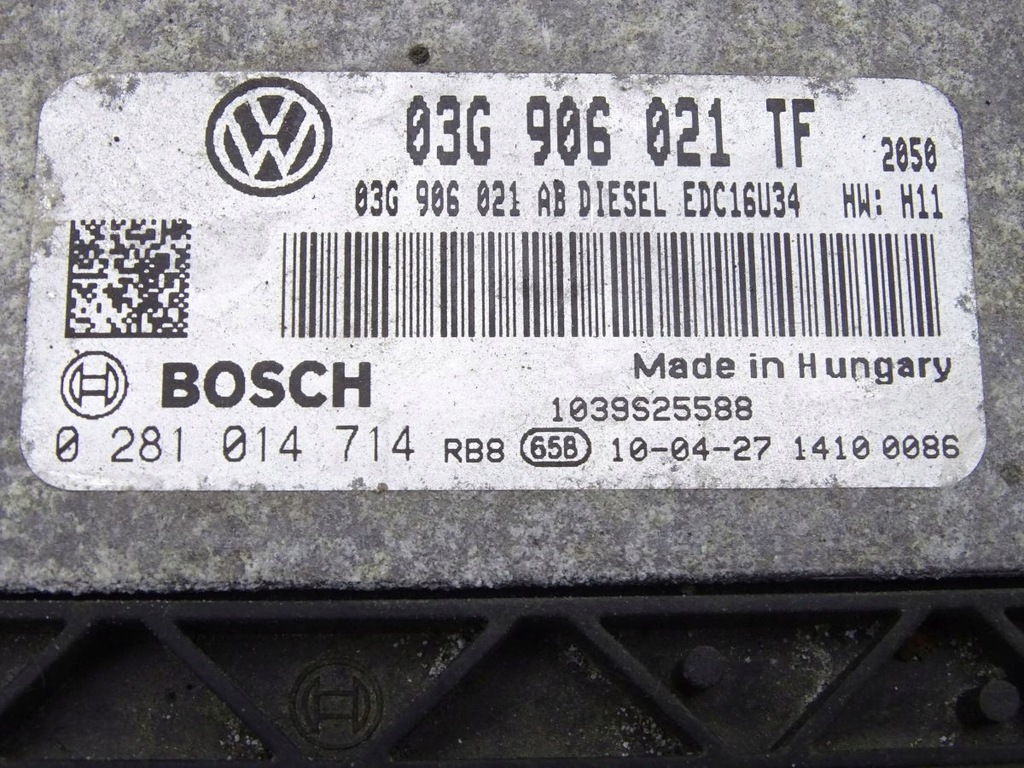 03G 906 021 TF 2050
03G 906 021 AB DIESEL EDC16U34 HW: H11
Made in Hungary
BOSCH
1039S25588
0 281 014 714 RB8 65B 10-04-27 1410 0086